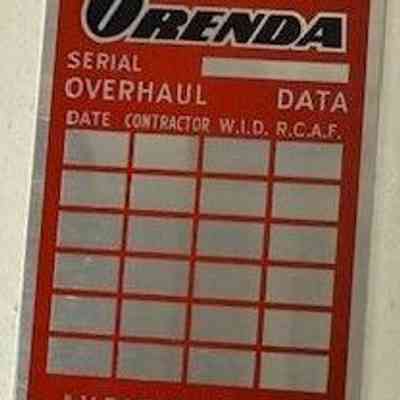 ORENDA
SERIAL
OVERHAUL DATA
DATE CONTRACTOR W.I.D. R.C.A.F.